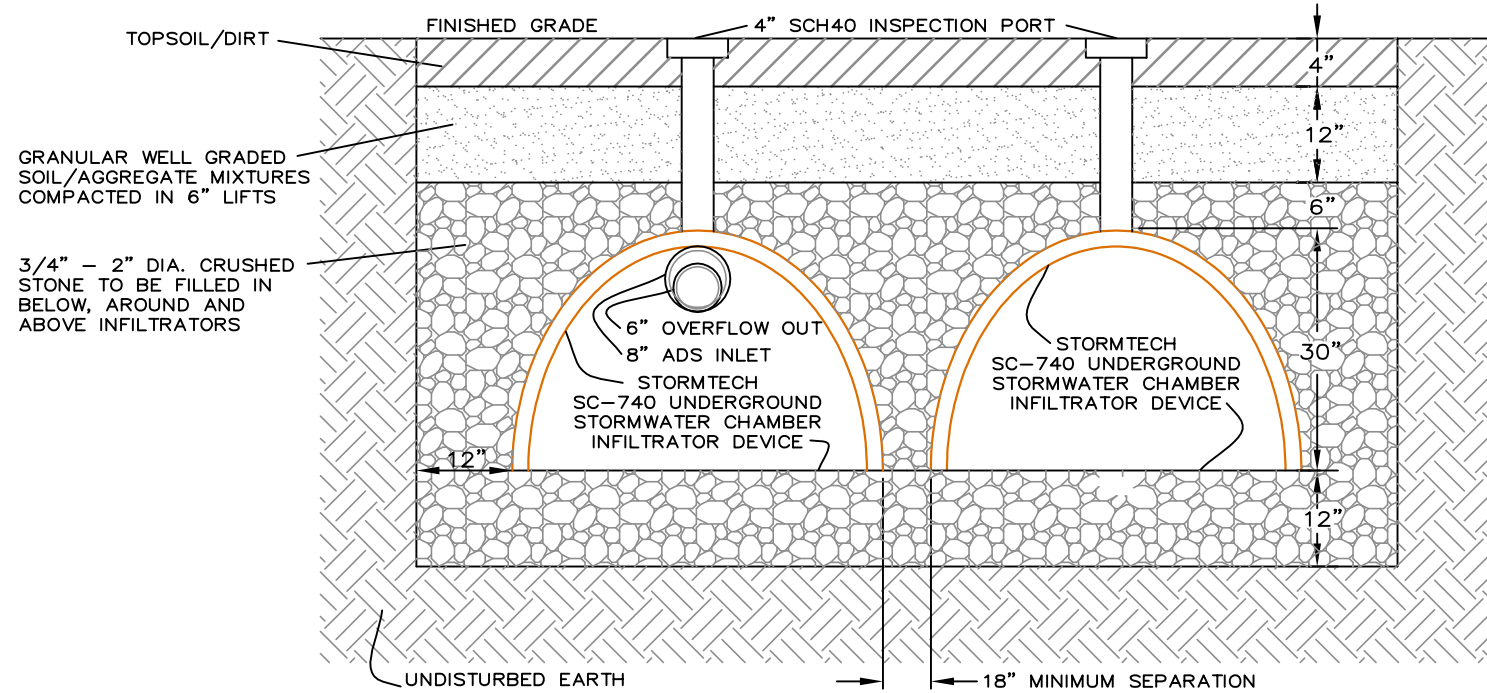 FINISHED GRADE
4" SCH40 INSPECTION PORT
TOPSOIL/DIRT
4"
12"
GRANULAR WELL GRADED
SOIL/AGGREGATE MIXTURES
COMPACTED IN 6" LIFTS
6"
3/4" – 2" DIA. CRUSHED
STONE TO BE FILLED IN
BELOW, AROUND AND
ABOVE INFILTRATORS
6" OVERFLOW OUT
8" ADS INLET
STORMTECH
SC–740 UNDERGROUND
STORMWATER CHAMBER
INFILTRATOR DEVICE
STORMTECH
SC–740 UNDERGROUND
STORMWATER CHAMBER
INFILTRATOR DEVICE
30"
12"
12"
UNDISTURBED EARTH
18" MINIMUM SEPARATION